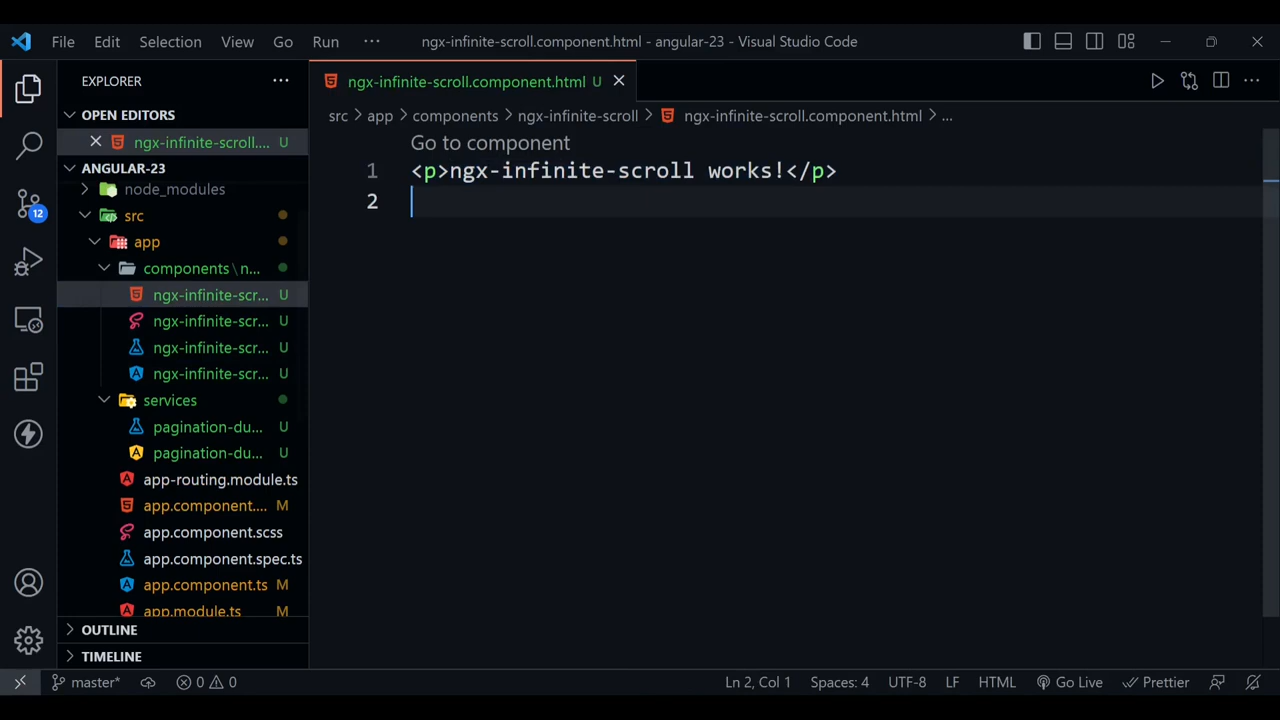 File Edit Selection View Go Run ··· ngx-infinite-scroll.component.html - angular-23 - Visual Studio Code
EXPLORER ···
ngx-infinite-scroll.component.html U
OPEN EDITORS
ngx-infinite-scroll.... U
src > app > components > ngx-infinite-scroll > ngx-infinite-scroll.component.html > ...
ANGULAR-23
node_modules
src
app
components\n...
ngx-infinite-scr... U
ngx-infinite-scr... U
ngx-infinite-scr... U
ngx-infinite-scr... U
services
pagination-du... U
pagination-du... U
app-routing.module.ts
app.component.... M
app.component.scss
app.component.spec.ts
app.component.ts M
app.module.ts M
OUTLINE
TIMELINE
Go to component
1 <p>ngx-infinite-scroll works!</p>
2
12
master* 0 0 Ln 2, Col 1 Spaces: 4 UTF-8 LF HTML Go Live Prettier